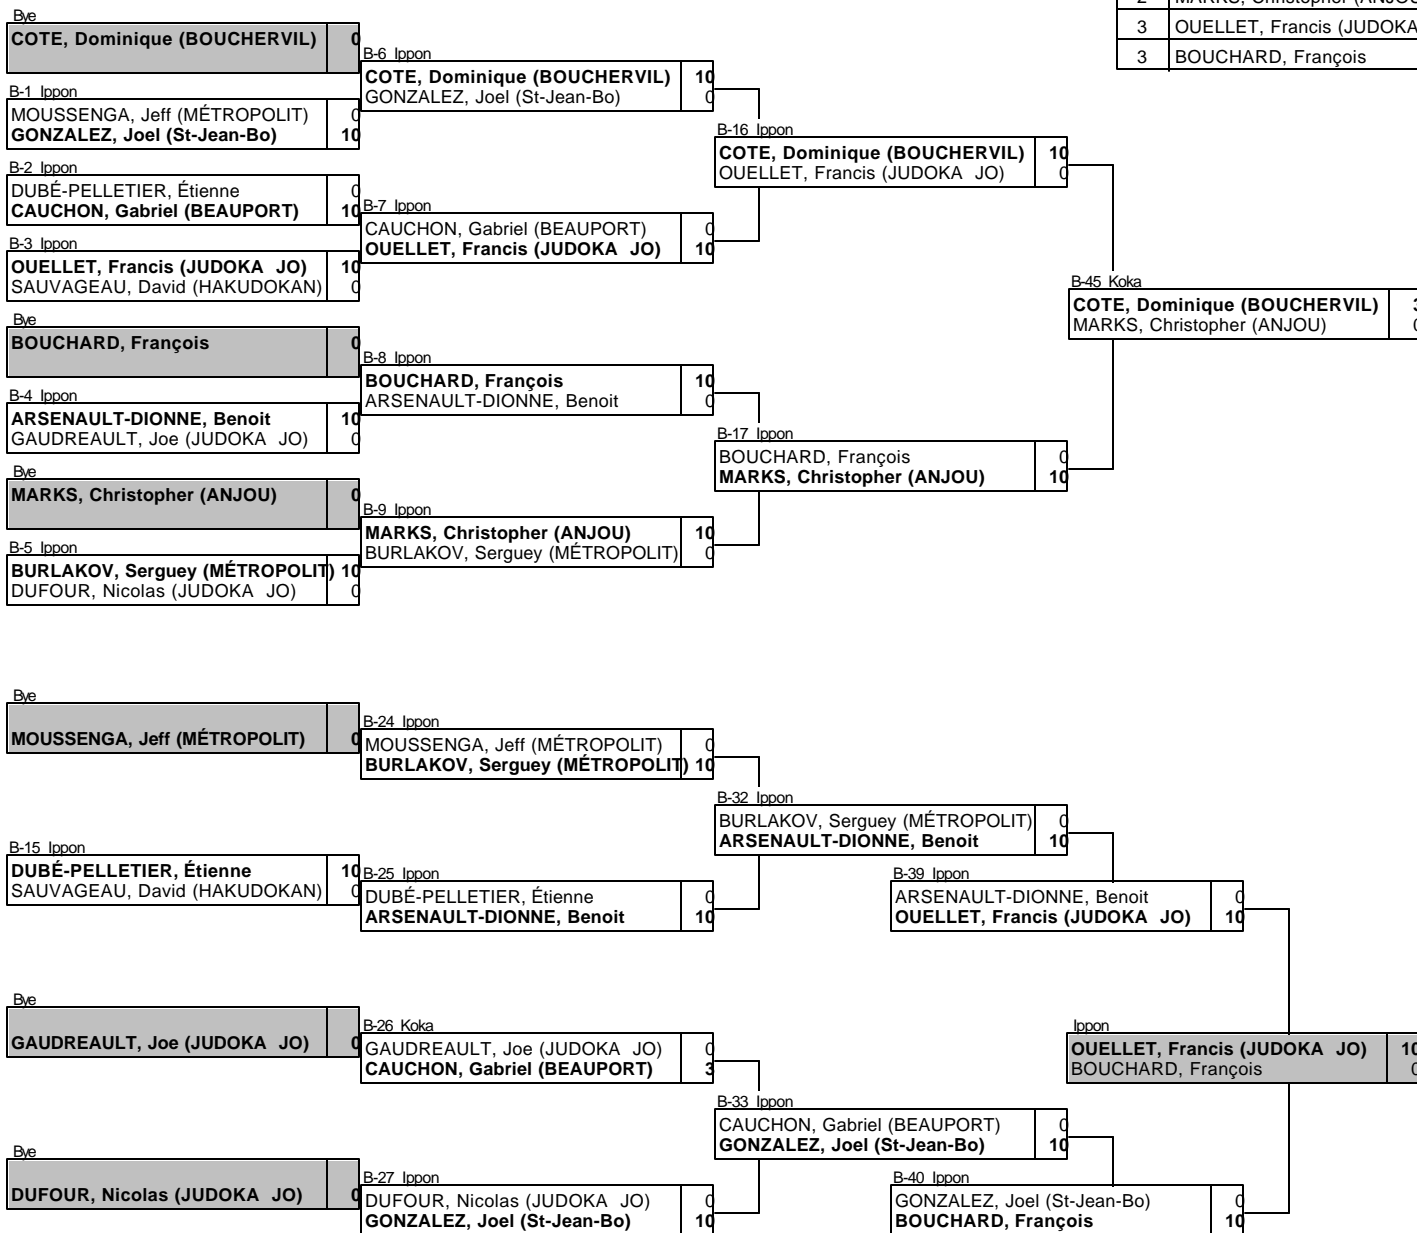 2 MARKS, Christopher (ANJOU
3 OUELLET, Francis (JUDOKA
3 BOUCHARD, François
Bye
COTE, Dominique (BOUCHERVIL) 0
B-1 Ippon
MOUSSENGA, Jeff (MÉTROPOLIT) 0
GONZALEZ, Joel (St-Jean-Bo) 10
B-2 Ippon
DUBÉ-PELLETIER, Étienne 0
CAUCHON, Gabriel (BEAUPORT) 10
B-3 Ippon
OUELLET, Francis (JUDOKA JO) 10
SAUVAGEAU, David (HAKUDOKAN) 0
Bye
BOUCHARD, François 0
B-4 Ippon
ARSENAULT-DIONNE, Benoit 10
GAUDREAULT, Joe (JUDOKA JO) 0
Bye
MARKS, Christopher (ANJOU) 0
B-5 Ippon
BURLAKOV, Serguey (MÉTROPOLIT) 10
DUFOUR, Nicolas (JUDOKA JO) 0
B-6 Ippon
COTE, Dominique (BOUCHERVIL) 10
GONZALEZ, Joel (St-Jean-Bo) 0
B-7 Ippon
CAUCHON, Gabriel (BEAUPORT) 0
OUELLET, Francis (JUDOKA JO) 10
B-8 Ippon
BOUCHARD, François 10
ARSENAULT-DIONNE, Benoit 0
B-9 Ippon
MARKS, Christopher (ANJOU) 10
BURLAKOV, Serguey (MÉTROPOLIT) 0
B-16 Ippon
COTE, Dominique (BOUCHERVIL) 10
OUELLET, Francis (JUDOKA JO) 0
B-17 Ippon
BOUCHARD, François 0
MARKS, Christopher (ANJOU) 10
B-45 Koka
COTE, Dominique (BOUCHERVIL) 3
MARKS, Christopher (ANJOU) 0
Bye
MOUSSENGA, Jeff (MÉTROPOLIT) 0
B-15 Ippon
DUBÉ-PELLETIER, Étienne 10
SAUVAGEAU, David (HAKUDOKAN) 0
Bye
GAUDREAULT, Joe (JUDOKA JO) 0
Bye
DUFOUR, Nicolas (JUDOKA JO) 0
B-24 Ippon
MOUSSENGA, Jeff (MÉTROPOLIT) 0
BURLAKOV, Serguey (MÉTROPOLIT) 10
B-25 Ippon
DUBÉ-PELLETIER, Étienne 0
ARSENAULT-DIONNE, Benoit 10
B-26 Koka
GAUDREAULT, Joe (JUDOKA JO) 0
CAUCHON, Gabriel (BEAUPORT) 3
B-27 Ippon
DUFOUR, Nicolas (JUDOKA JO) 0
GONZALEZ, Joel (St-Jean-Bo) 10
B-32 Ippon
BURLAKOV, Serguey (MÉTROPOLIT) 0
ARSENAULT-DIONNE, Benoit 10
B-33 Ippon
CAUCHON, Gabriel (BEAUPORT) 0
GONZALEZ, Joel (St-Jean-Bo) 10
B-39 Ippon
ARSENAULT-DIONNE, Benoit 0
OUELLET, Francis (JUDOKA JO) 10
B-40 Ippon
GONZALEZ, Joel (St-Jean-Bo) 0
BOUCHARD, François 10
Ippon
OUELLET, Francis (JUDOKA JO) 10
BOUCHARD, François 0